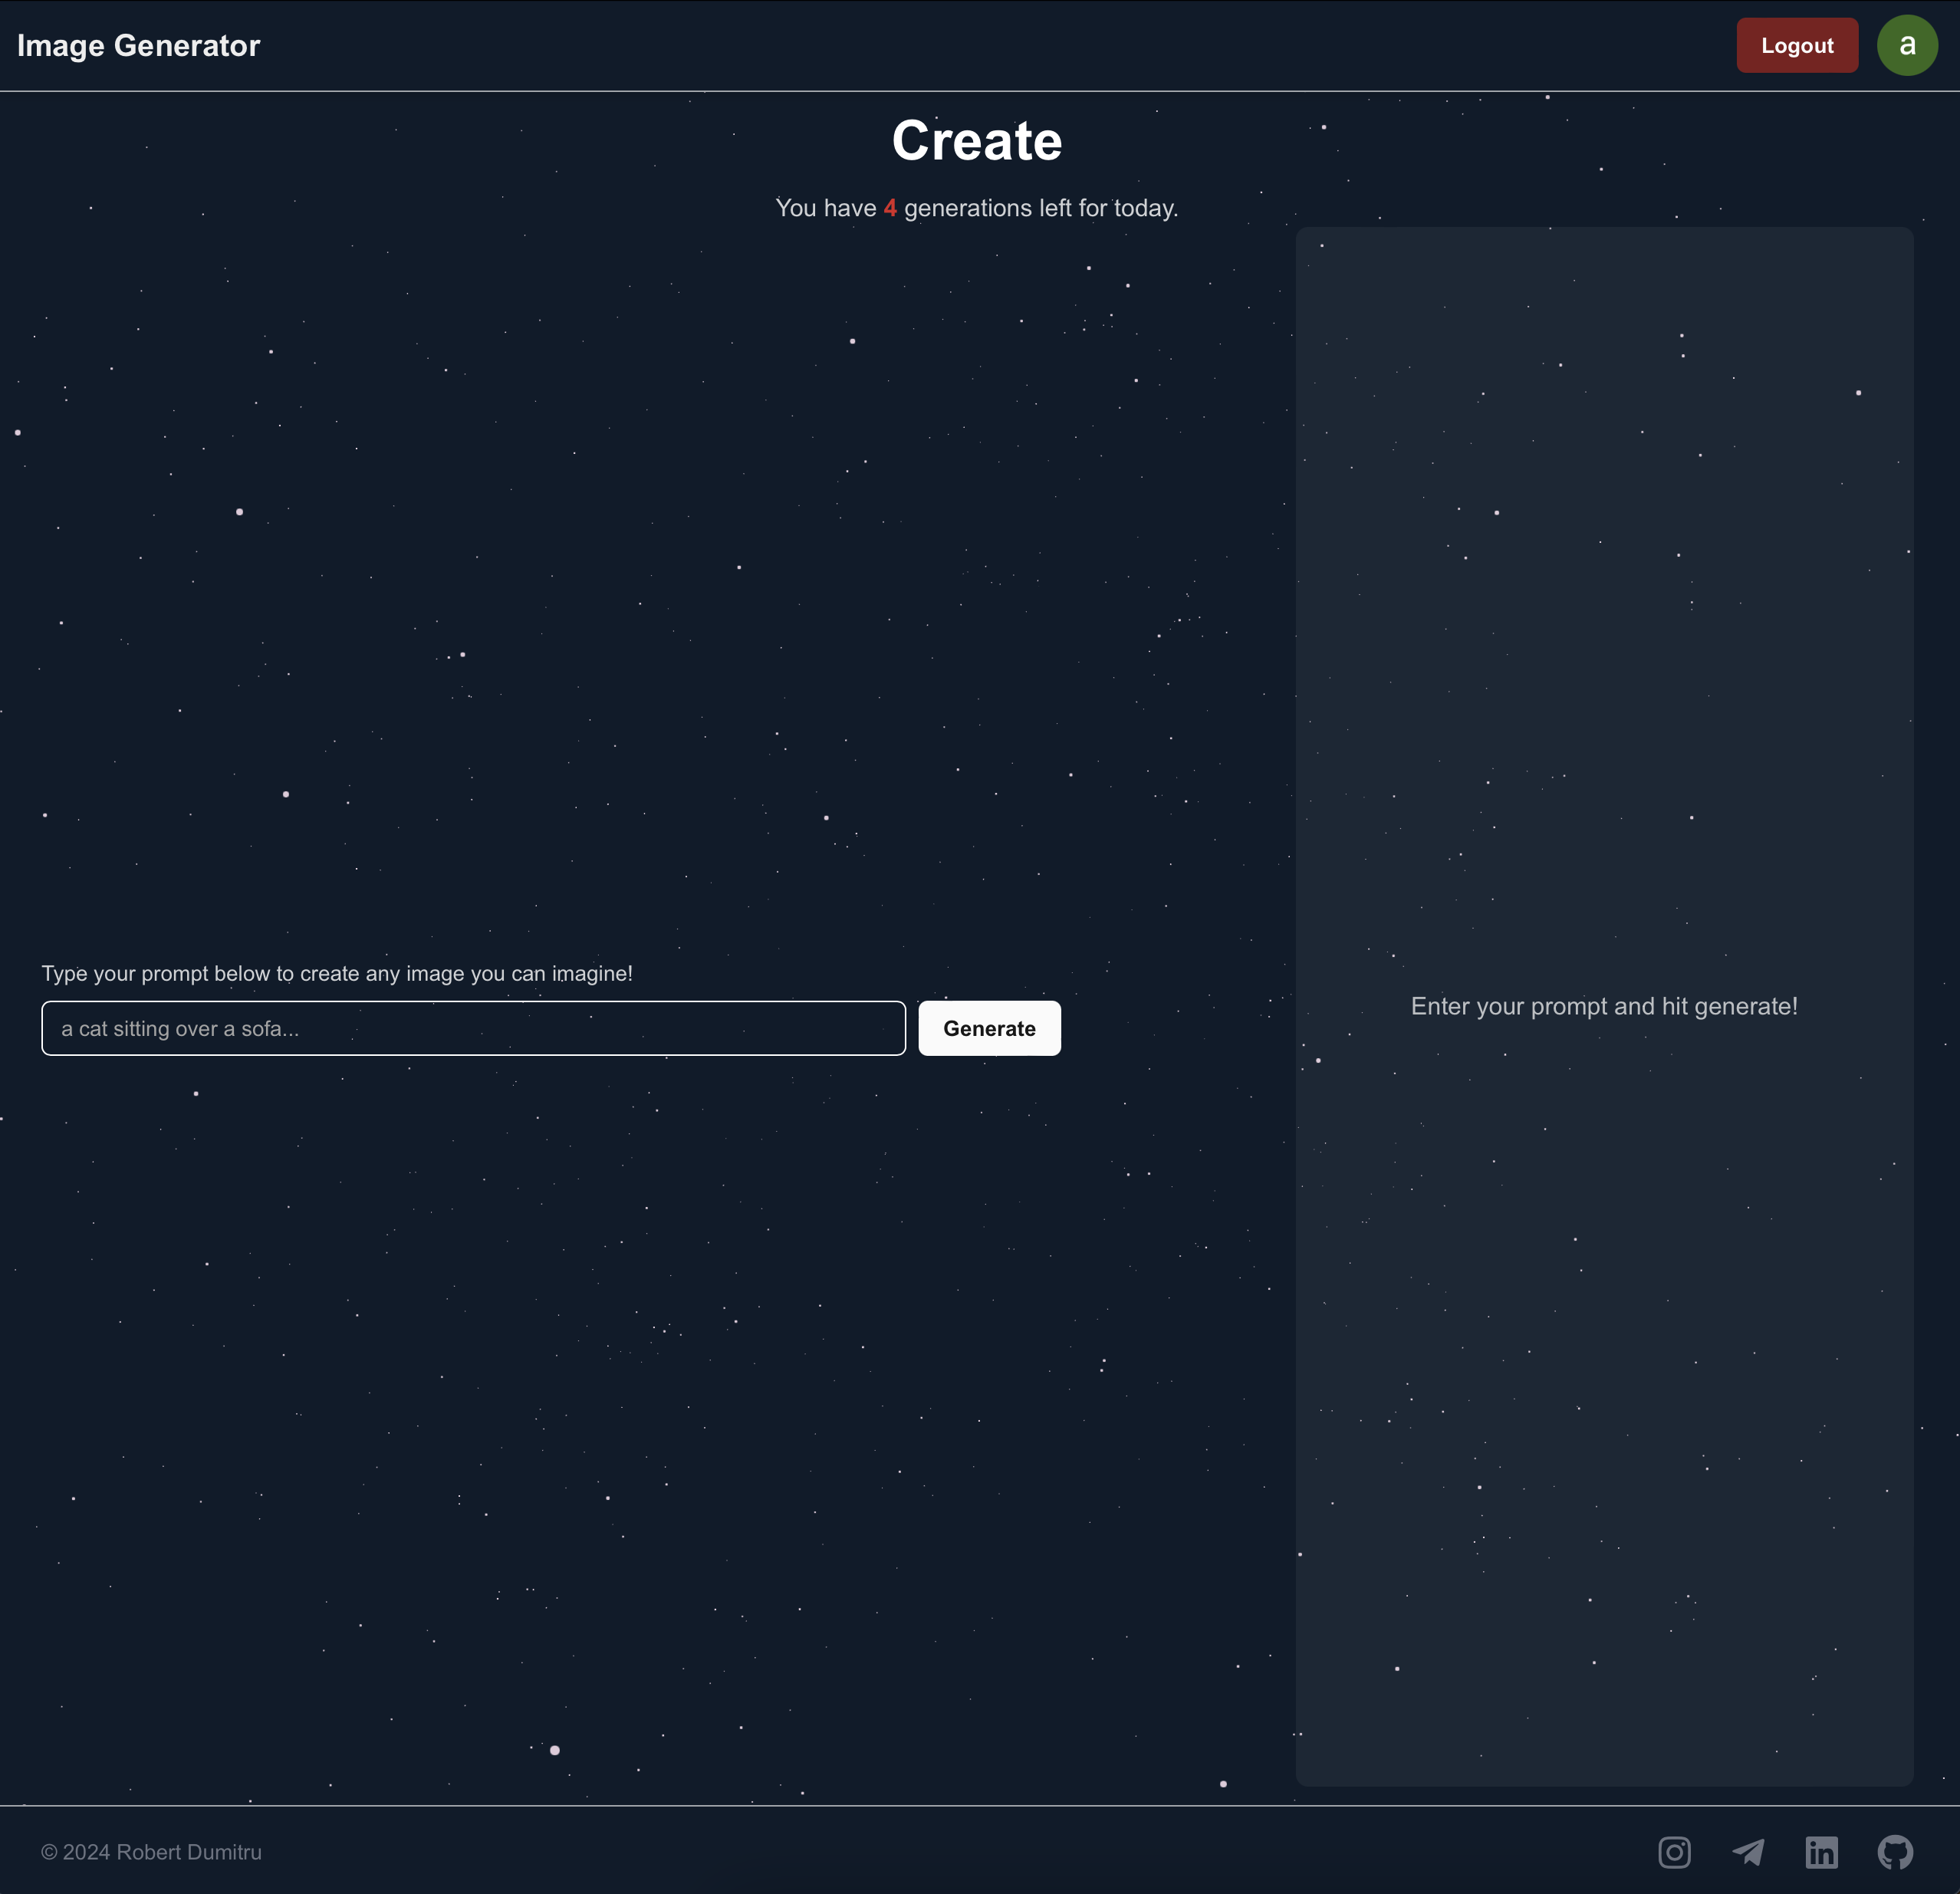 Image Generator
Logout
a
Create
You have 4 generations left for today.
Type your prompt below to create any image you can imagine!
a cat sitting over a sofa...
Generate
Enter your prompt and hit generate!
© 2024 Robert Dumitru
in